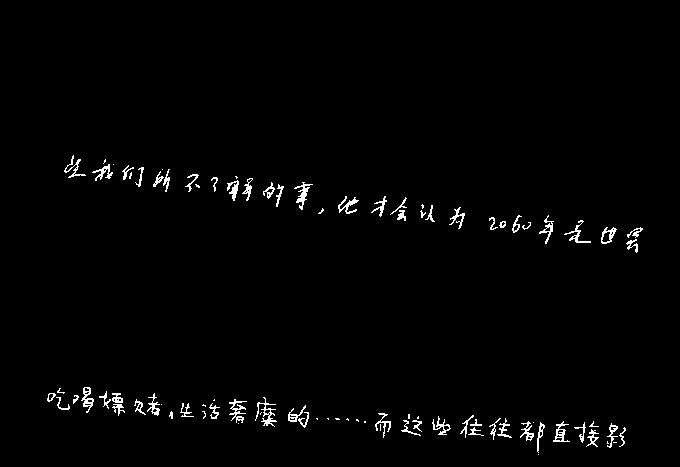 些我们所不了解的事,他才会认为2060年是世界
吃喝嫖赌,生活奢糜的……而这些往往都直接影